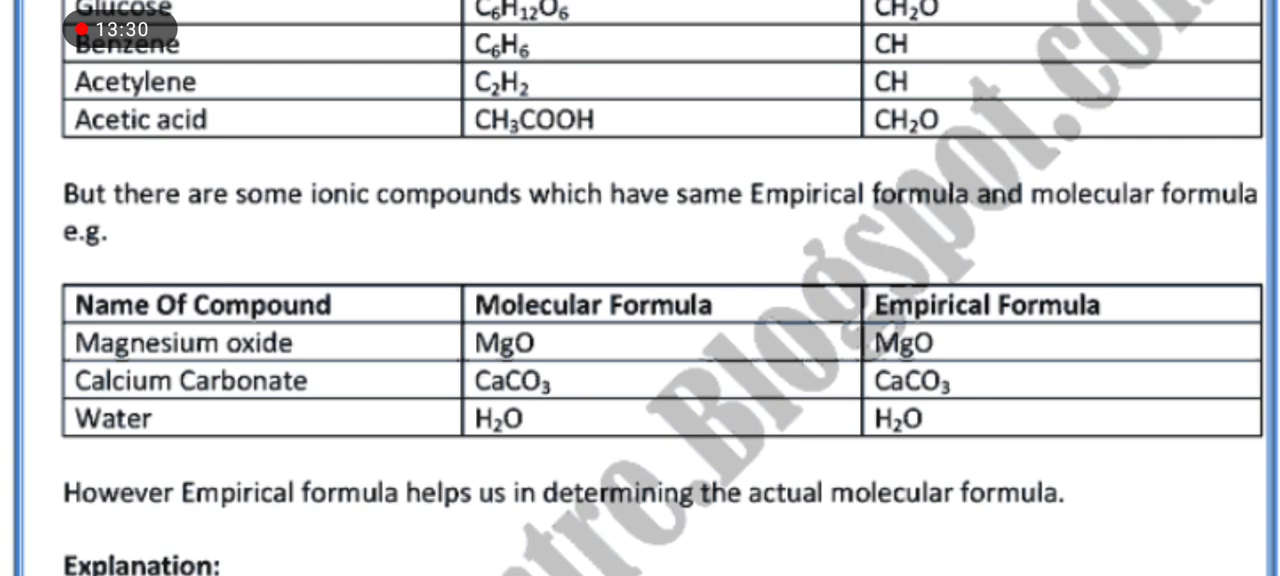 Glucose C₆H₁₂O₆ CH₂O
13:30
Benzene C₆H₆ CH
Acetylene C₂H₂ CH
Acetic acid CH₃COOH CH₂O
But there are some ionic compounds which have same Empirical formula and molecular formula
e.g.
Name Of Compound Molecular Formula Empirical Formula
Magnesium oxide MgO MgO
Calcium Carbonate CaCO₃ CaCO₃
Water H₂O H₂O
However Empirical formula helps us in determining the actual molecular formula.
Explanation: